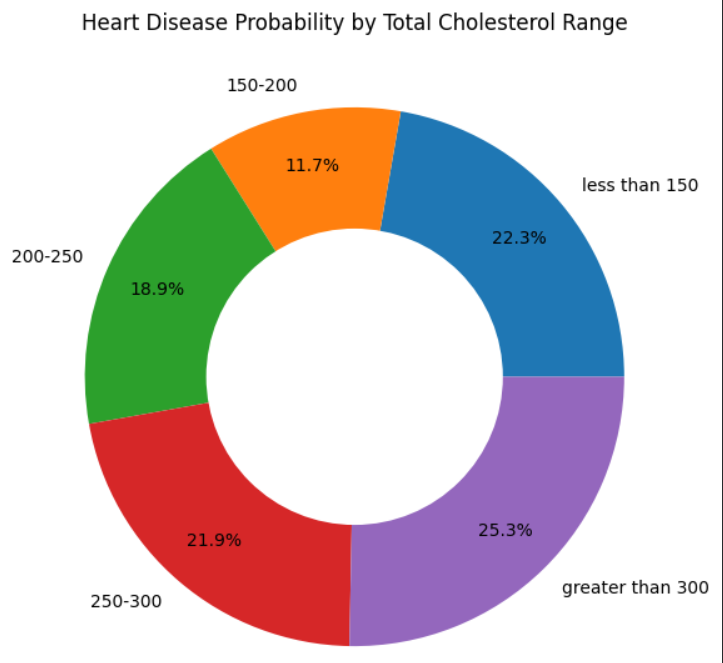 Heart Disease Probability by Total Cholesterol Range
150-200
11.7%
less than 150
22.3%
200-250
18.9%
21.9%
250-300
25.3%
greater than 300